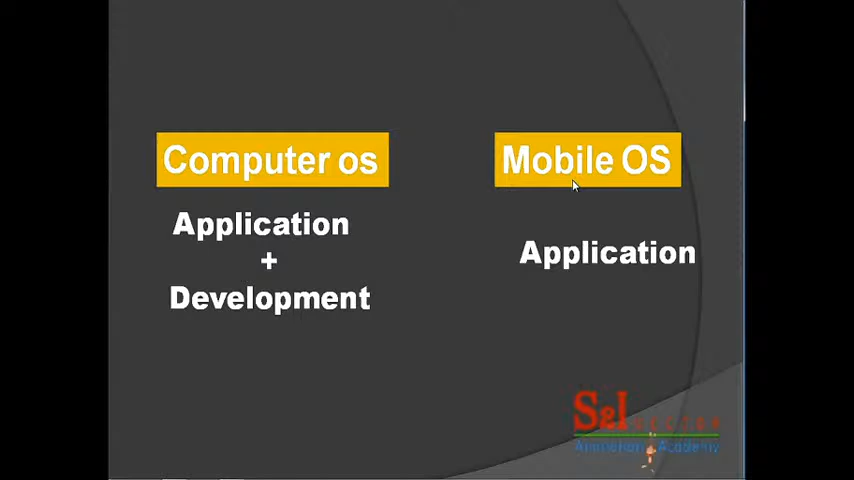 Computer os
Mobile OS
Application
+
Development
Application
Animation Academy